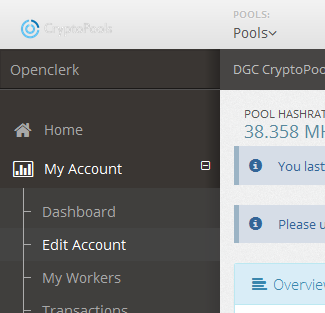 CryptoPools
POOLS:
Pools
Openclerk
DGC CryptoPoo
POOL HASHRAT
38.358 MH
Home
My Account
You last
Dashboard
Edit Account
Please u
My Workers
Overview
Transactions